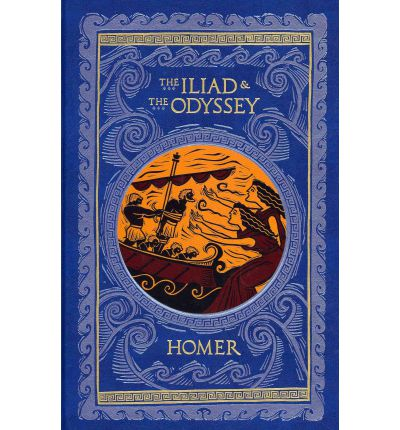 THE ILIAD &
THE ODYSSEY
HOMER